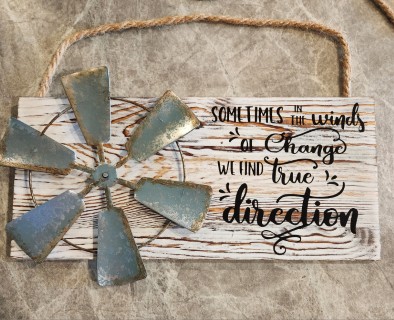 SOMETIMES IN THE winds
OF Change
WE FIND true
direction